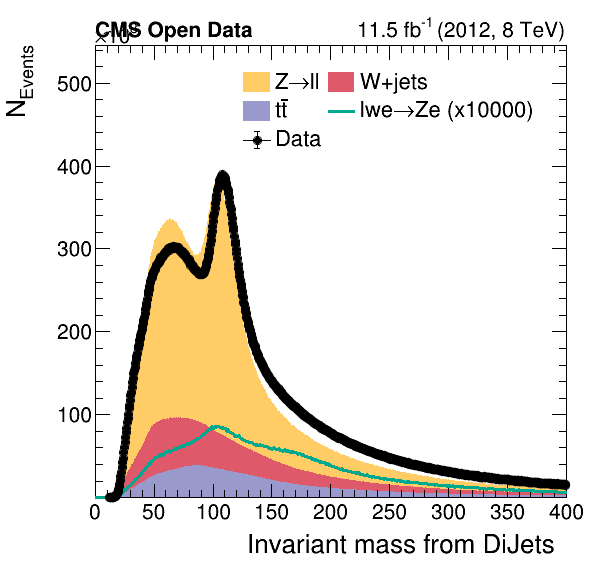 CMS Open Data 11.5 fb⁻¹ (2012, 8 TeV)
N_Events
500
400
300
200
100
Z→ll W+jets
tt̄ lwe→Ze (x10000)
Data
0 50 100 150 200 250 300 350 400
Invariant mass from DiJets